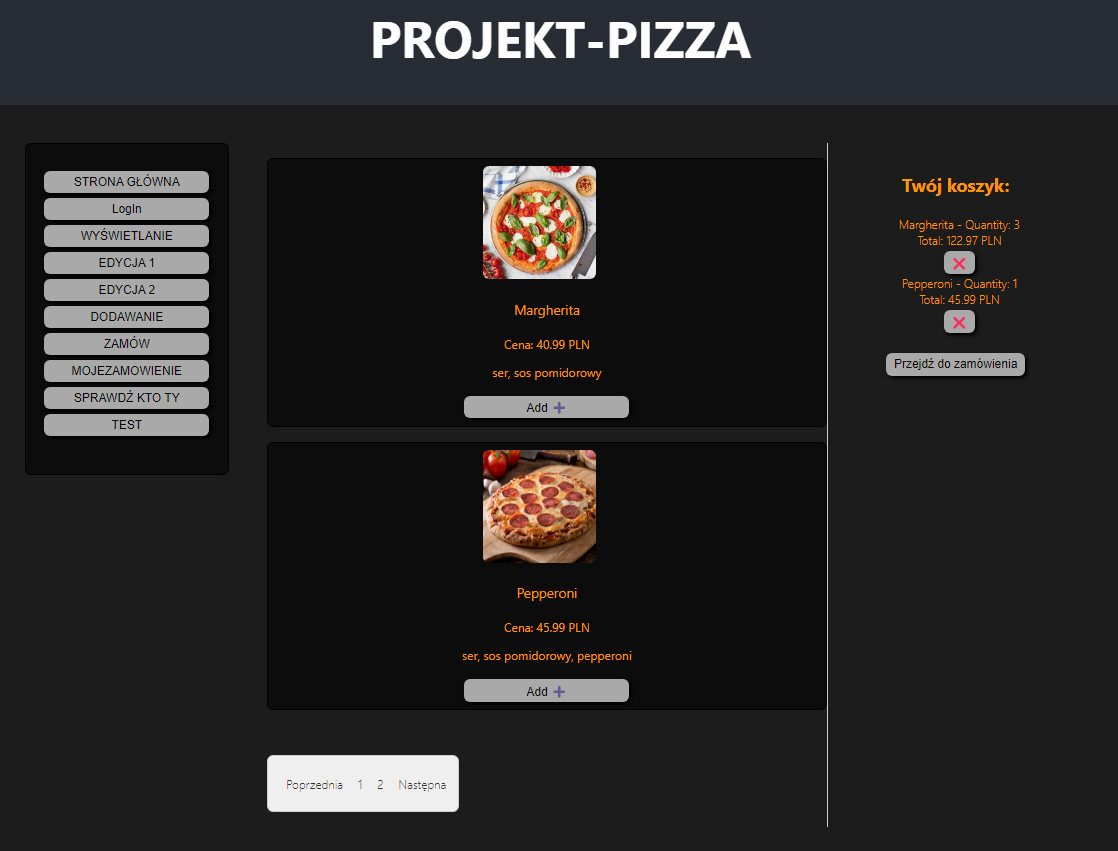 PROJEKT-PIZZA
STRONA GŁÓWNA
LogIn
WYŚWIETLANIE
EDYCJA 1
EDYCJA 2
DODAWANIE
ZAMÓW
MOJEZAMOWIENIE
SPRAWDŹ KTO TY
TEST
Margherita
Cena: 40.99 PLN
ser, sos pomidorowy
Add
Pepperoni
Cena: 45.99 PLN
ser, sos pomidorowy, pepperoni
Add
Poprzednia 1 2 Następna
Twój koszyk:
Margherita - Quantity: 3
Total: 122.97 PLN
Pepperoni - Quantity: 1
Total: 45.99 PLN
Przejdź do zamówienia